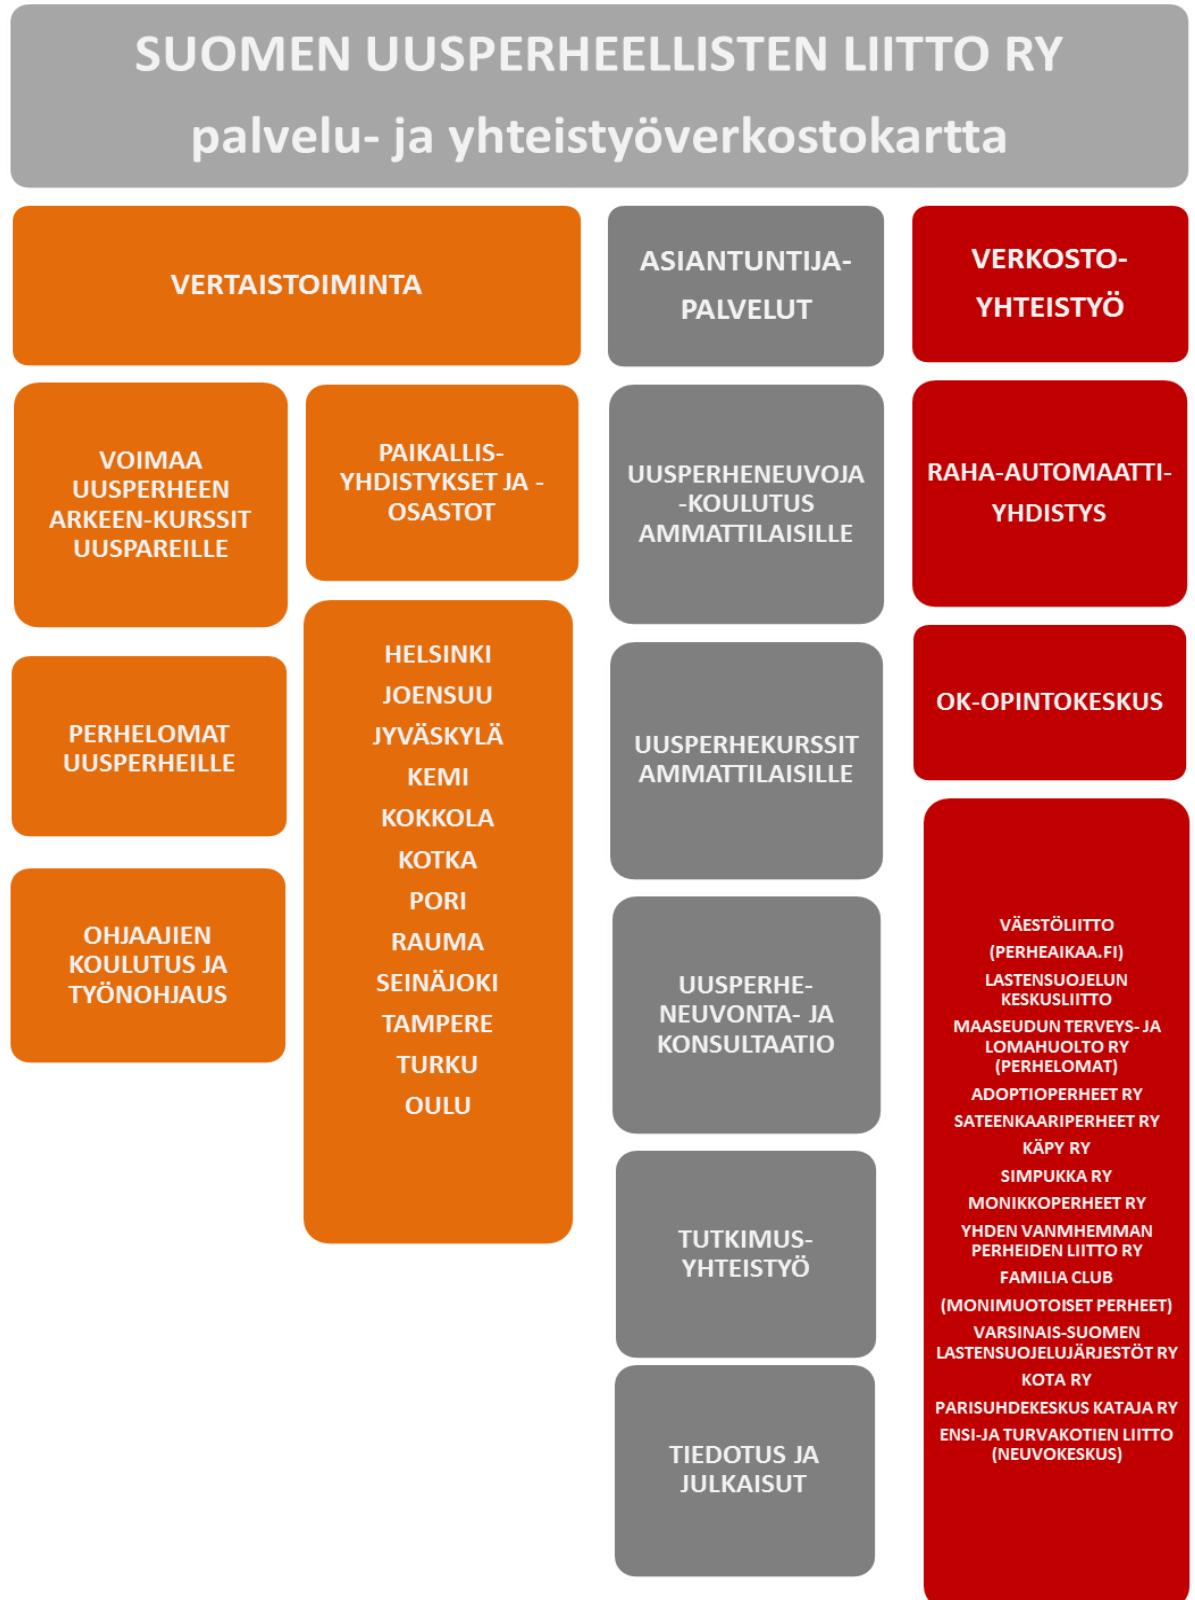 SUOMEN UUSPERHEELLISTEN LIITTO RY
palvelu- ja yhteistyöverkostokartta
VERTAISTOIMINTA
VOIMAA
UUSPERHEEN
ARKEEN-KURSSIT
UUSPAREILLE
PERHELOMAT
UUSPERHEILLE
OHJAAJIEN
KOULUTUS JA
TYÖNOHJAUS
PAIKALLIS-
YHDISTYKSET JA -
OSASTOT
HELSINKI
JOENSUU
JYVÄSKYLÄ
KEMI
KOKKOLA
KOTKA
PORI
RAUMA
SEINÄJOKI
TAMPERE
TURKU
OULU
ASIANTUNTIJA-
PALVELUT
UUSPERHENEUVOJA
-KOULUTUS
AMMATTILAISILLE
UUSPERHEKURSSIT
AMMATTILAISILLE
UUSPERHE-
NEUVONTA- JA
KONSULTAATIO
TUTKIMUS-
YHTEISTYÖ
TIEDOTUS JA
JULKAISUT
VERKOSTO-
YHTEISTYÖ
RAHA-AUTOMAATTI-
YHDISTYS
OK-OPINTOKESKUS
VÄESTÖLIITTO
(PERHEAIKAA.FI)
LASTENSUOJELUN
KESKUSLIITTO
MAASEUDUN TERVEYS- JA
LOMAHUOLTO RY
(PERHELOMAT)
ADOPTIOPERHEET RY
SATEENKAARIPERHEET RY
KÄPY RY
SIMPUKKA RY
MONIKKOPERHEET RY
YHDEN VANMHEMMAN
PERHEIDEN LIITTO RY
FAMILIA CLUB
(MONIMUOTOISET PERHEET)
VARSINAIS-SUOMEN
LASTENSUOJELUJÄRJESTÖT RY
KOTA RY
PARISUHDEKESKUS KATAJA RY
ENSI-JA TURVAKOTIEN LIITTO
(NEUVOKESKUS)